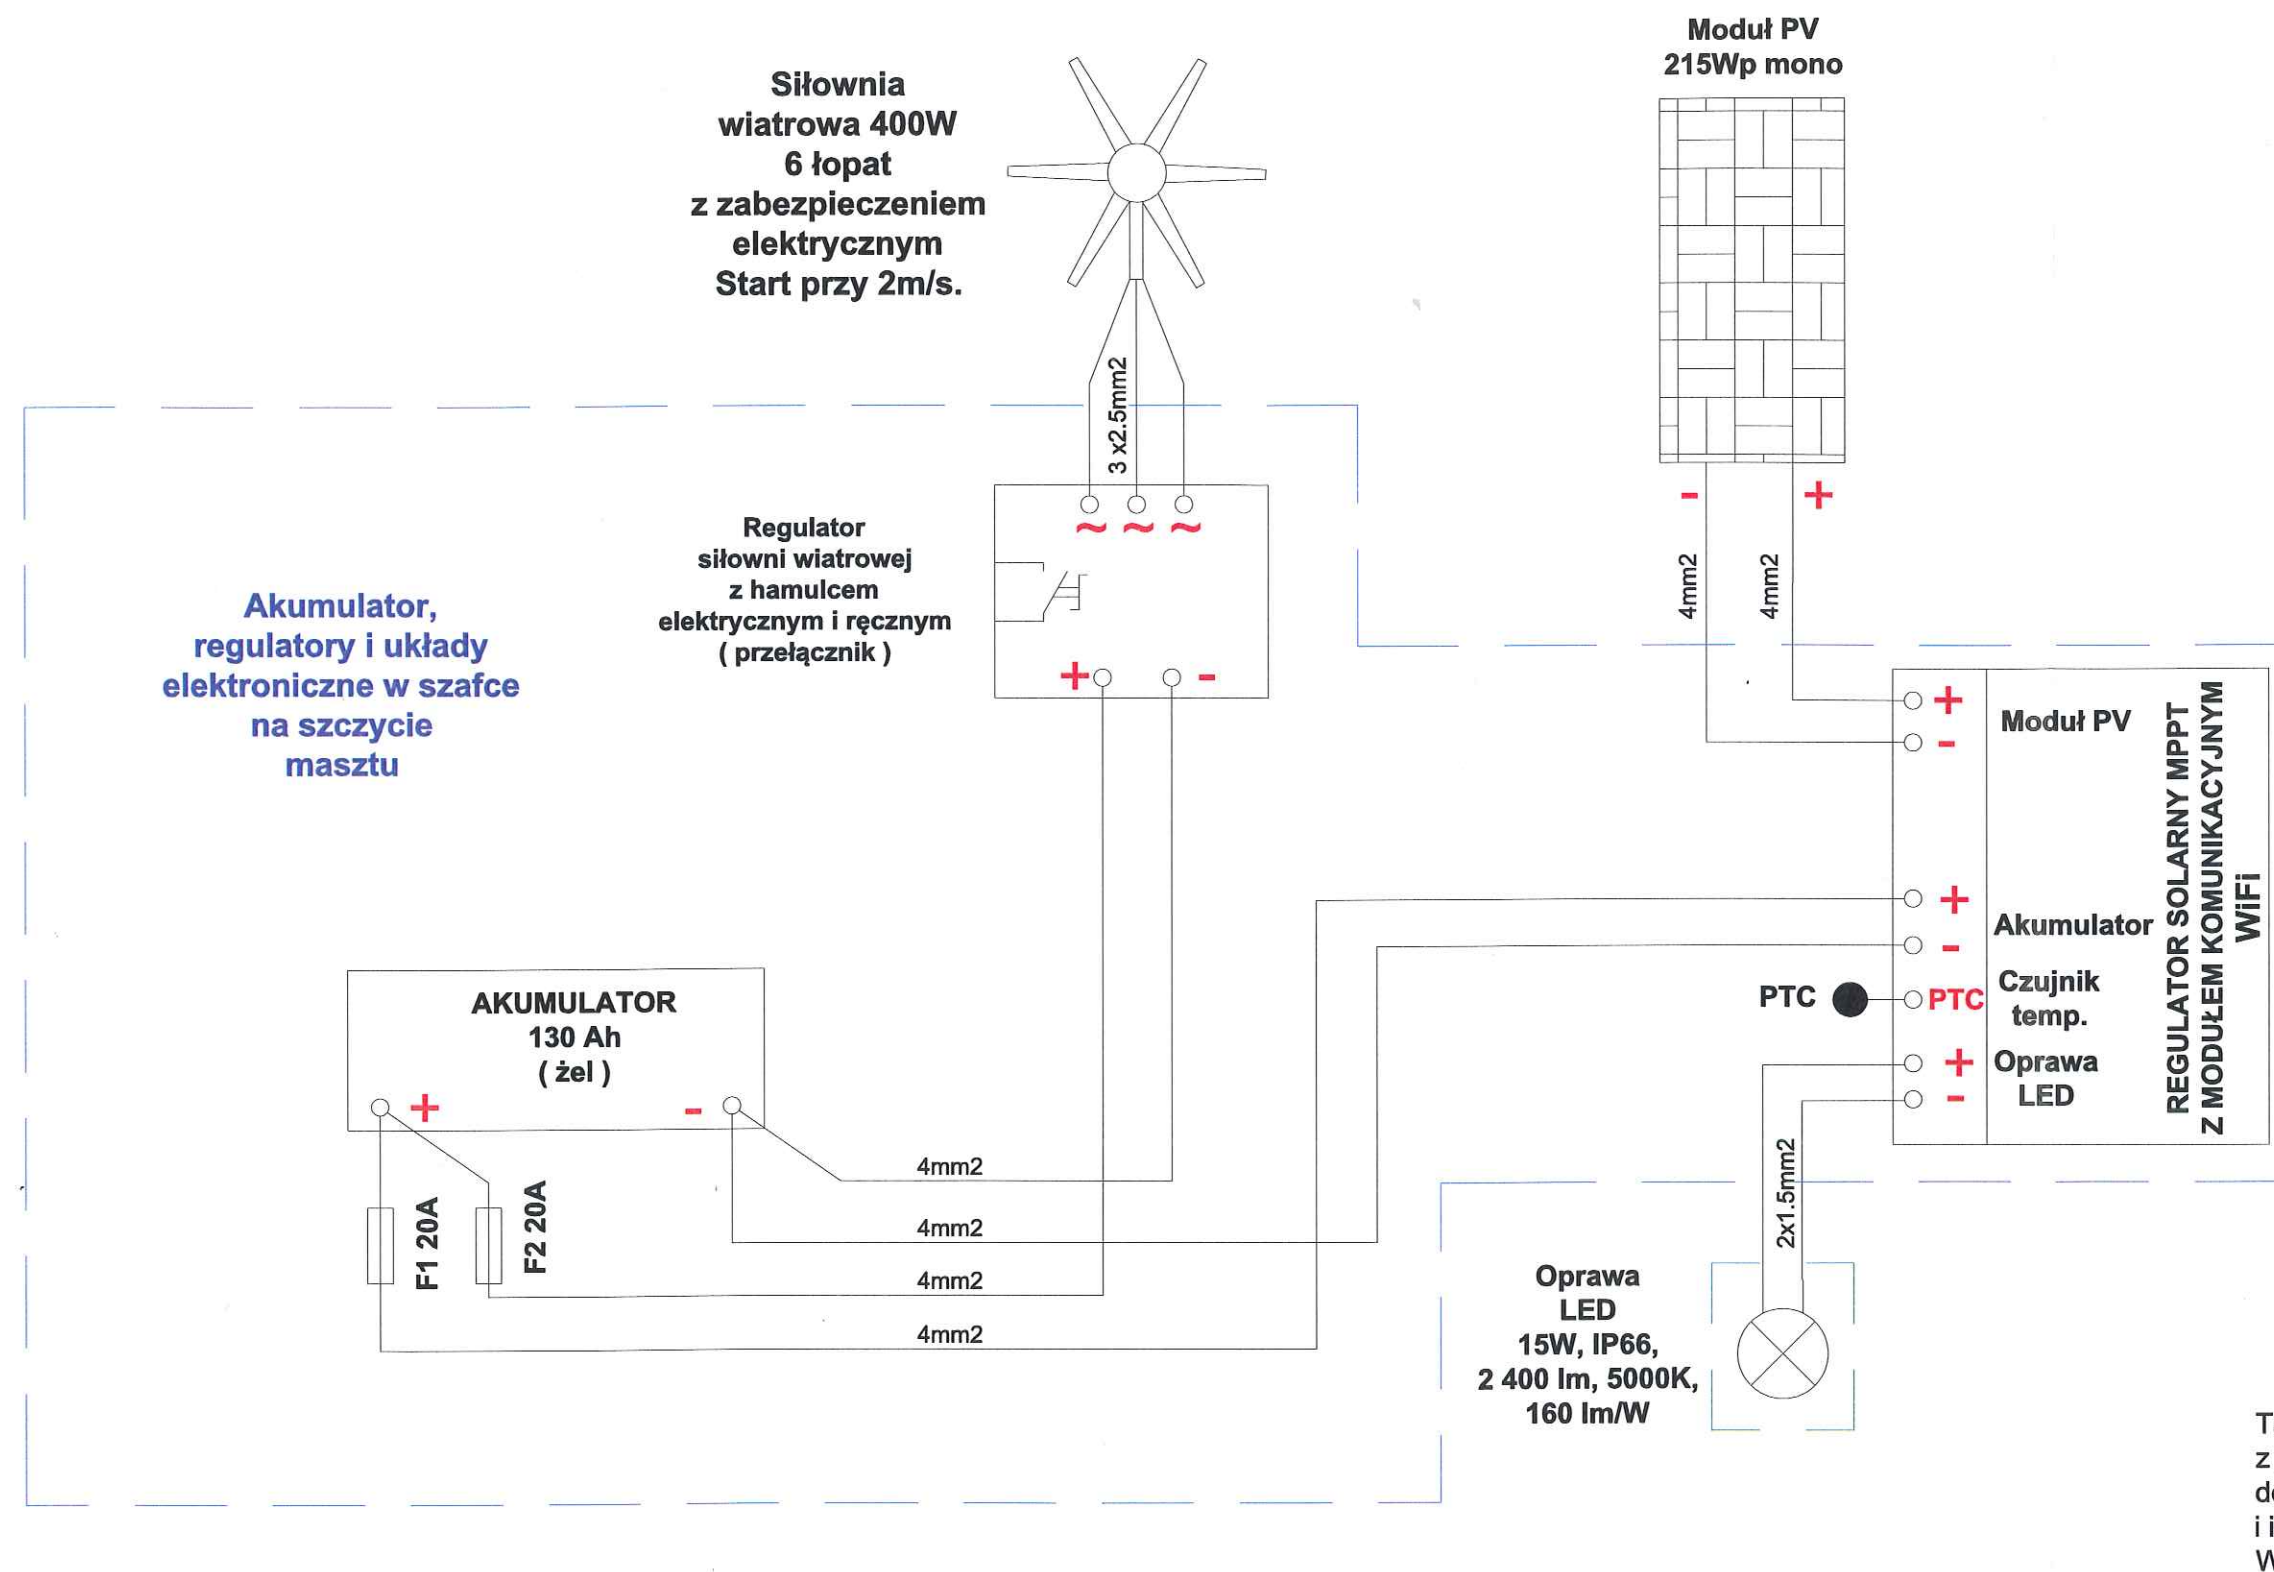 Moduł PV
215Wp mono
Siłownia
wiatrowa 400W
6 łopat
z zabezpieczeniem
elektrycznym
Start przy 2m/s.
3 x2.5mm2
- +
4mm2
4mm2
Regulator
siłowni wiatrowej
z hamulcem
elektrycznym i ręcznym
( przełącznik )
~ ~ ~
+ -
Akumulator,
regulatory i układy
elektroniczne w szafce
na szczycie
masztu
+
-
Moduł PV
+
-
Akumulator
PTC
PTC
Czujnik
temp.
+
-
Oprawa
LED
REGULATOR SOLARNY MPPT
Z MODUŁEM KOMUNIKACYJNYM
WiFi
AKUMULATOR
130 Ah
( żel )
+ -
F1 20A
F2 20A
4mm2
4mm2
4mm2
4mm2
2x1.5mm2
Oprawa
LED
15W, IP66,
2 400 lm, 5000K,
160 lm/W
z